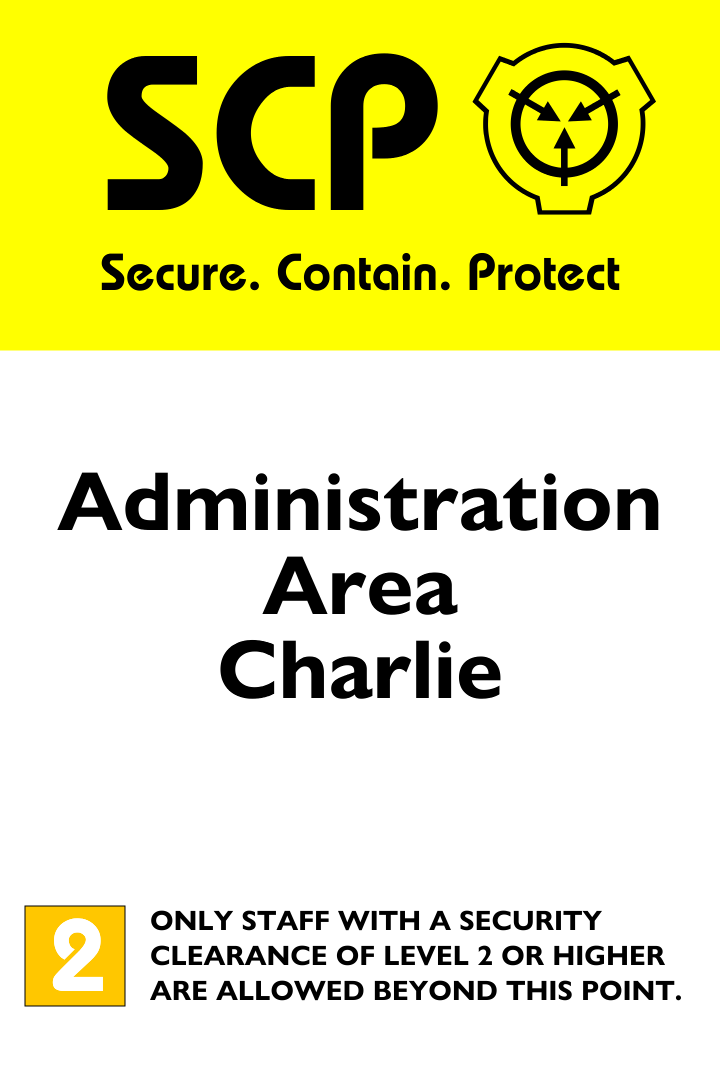 SCP
Secure. Contain. Protect
Administration
Area
Charlie
2
ONLY STAFF WITH A SECURITY
CLEARANCE OF LEVEL 2 OR HIGHER
ARE ALLOWED BEYOND THIS POINT.